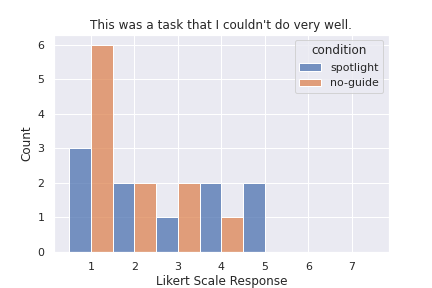 This was a task that I couldn't do very well.
condition
spotlight
no-guide
Count
6
5
4
3
2
1
0
1 2 3 4 5 6 7
Likert Scale Response